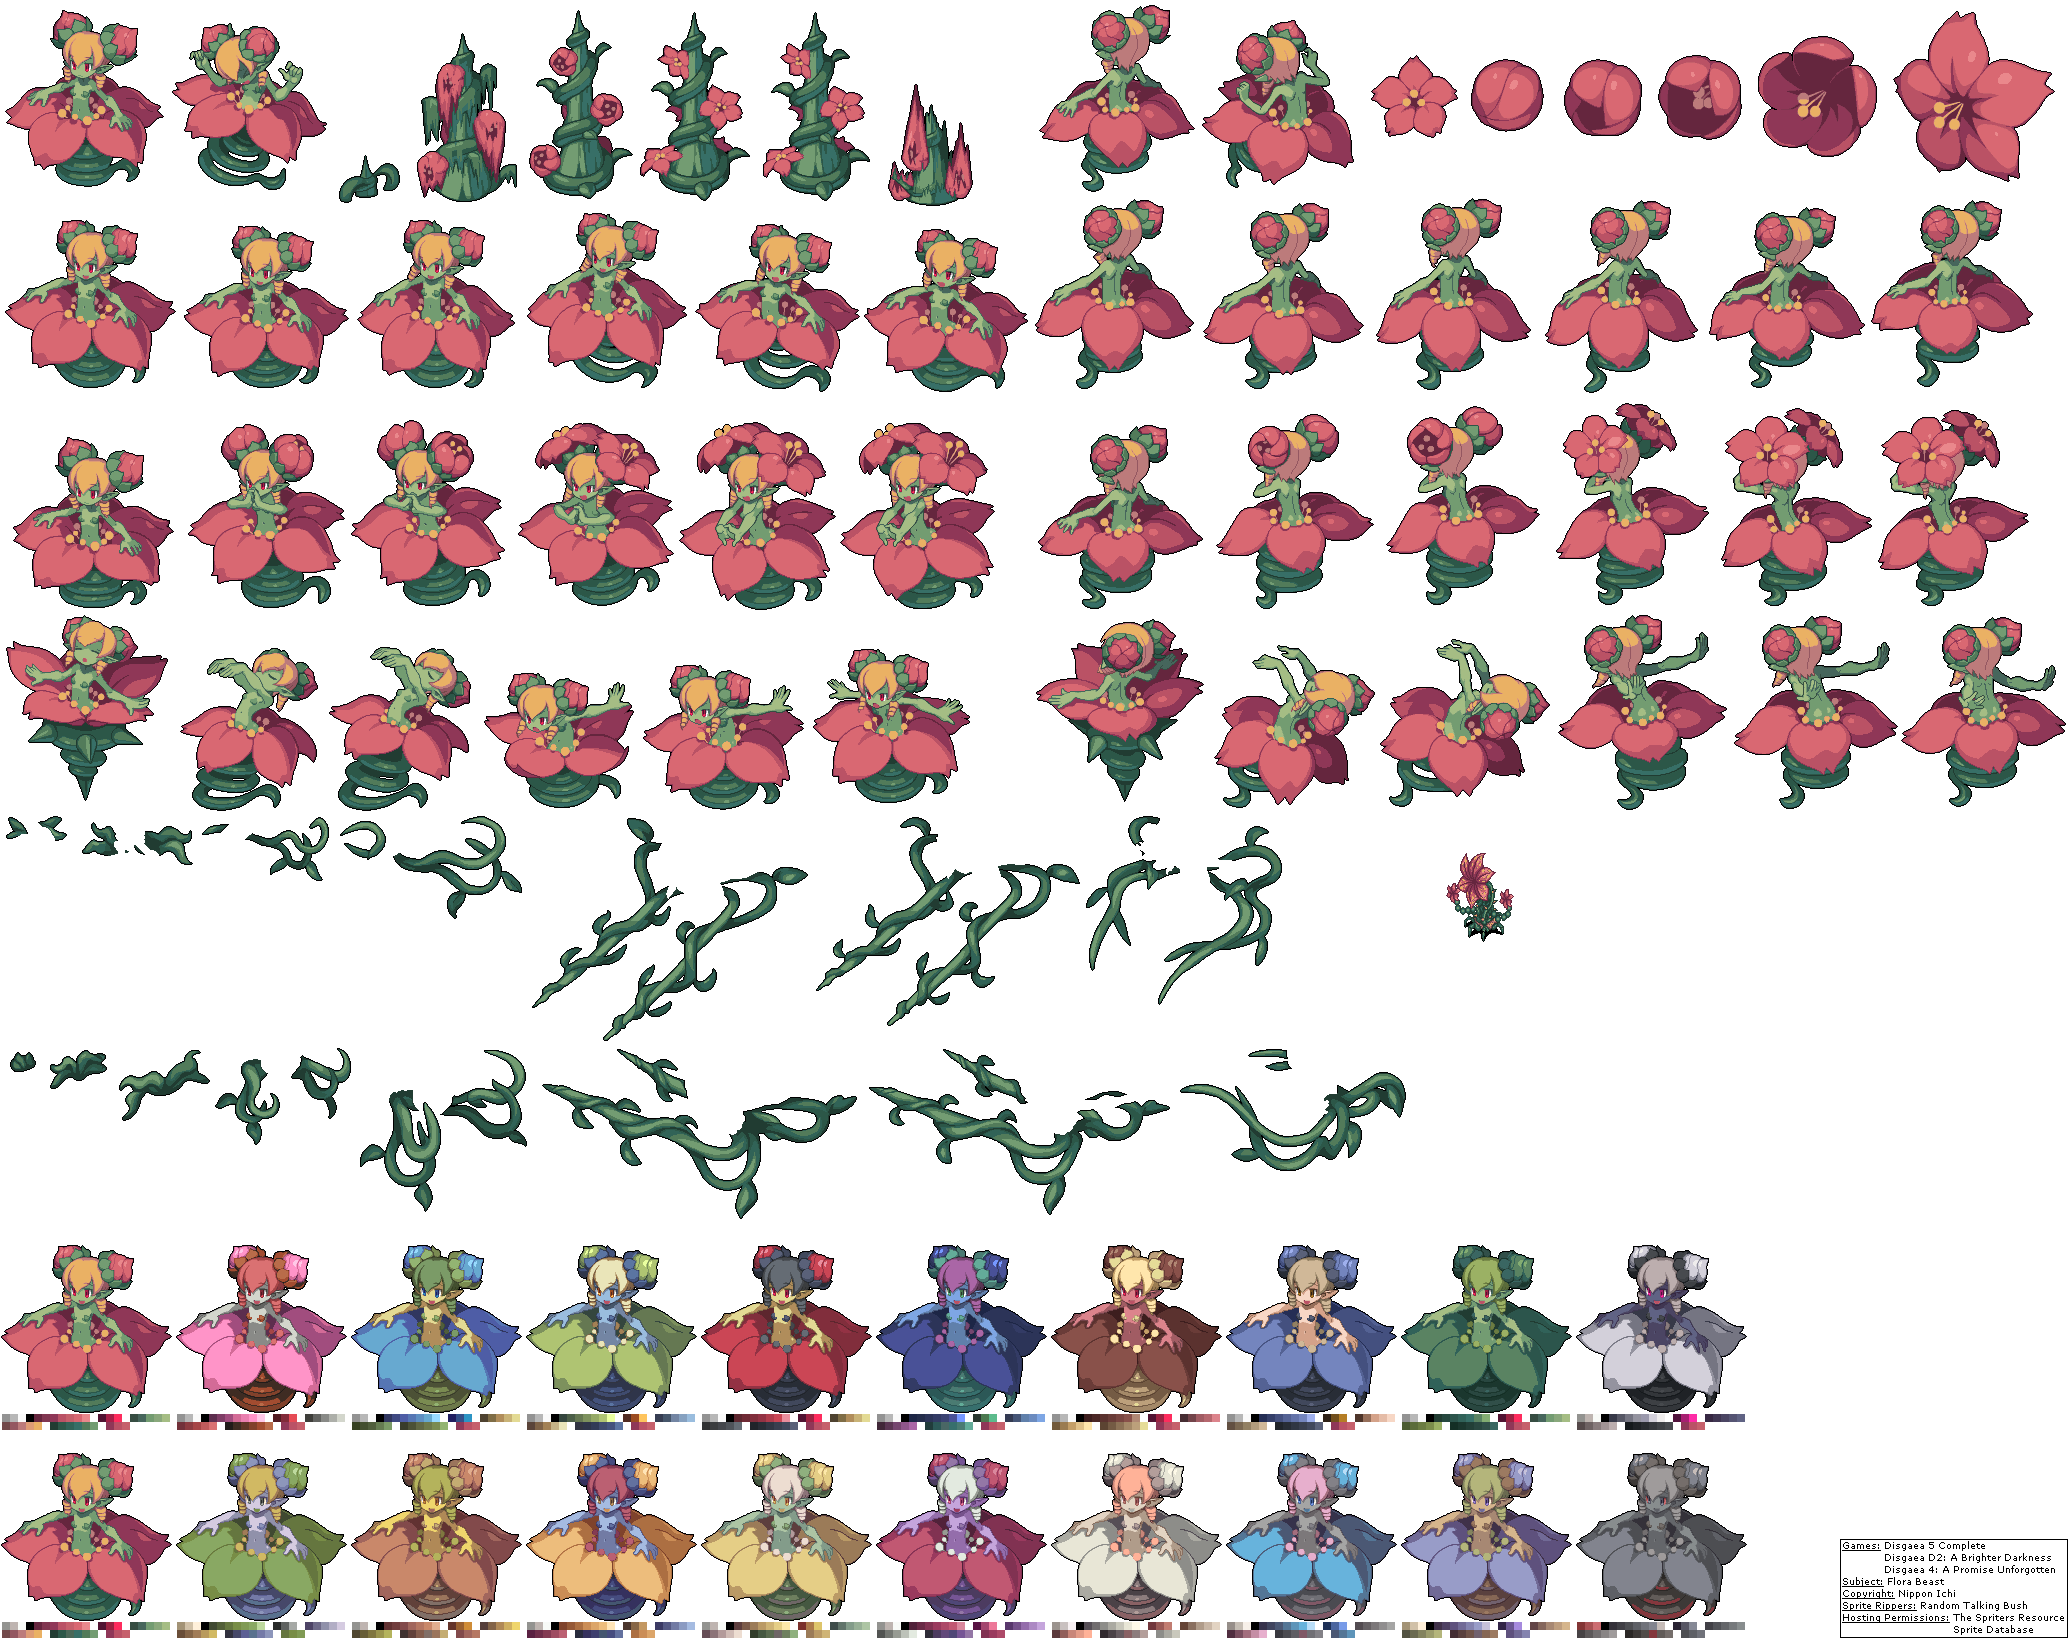 Games: Disgaea 5 Complete
Disgaea D2: A Brighter Darkness
Disgaea 4: A Promise Unforgotten
Subject: Flora Beast
Copyright: Nippon Ichi
Sprite Rippers: Random Talking Bush
Hosting Permissions: The Spriters Resource
Sprite Database